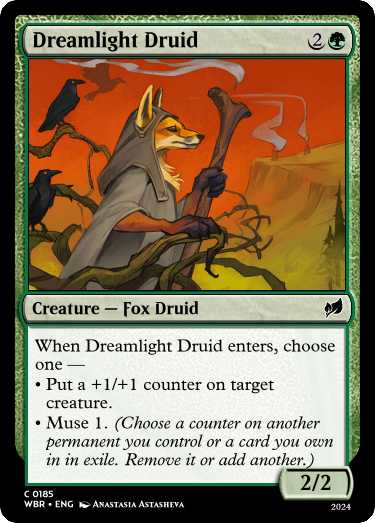 Dreamlight Druid 2
Creature — Fox Druid
When Dreamlight Druid enters, choose
one —
• Put a +1/+1 counter on target
creature.
• Muse 1. (Choose a counter on another
permanent you control or a card you own
in in exile. Remove it or add another.)
2/2
C 0185
WBR • ENG Anastasia Astasheva
2024